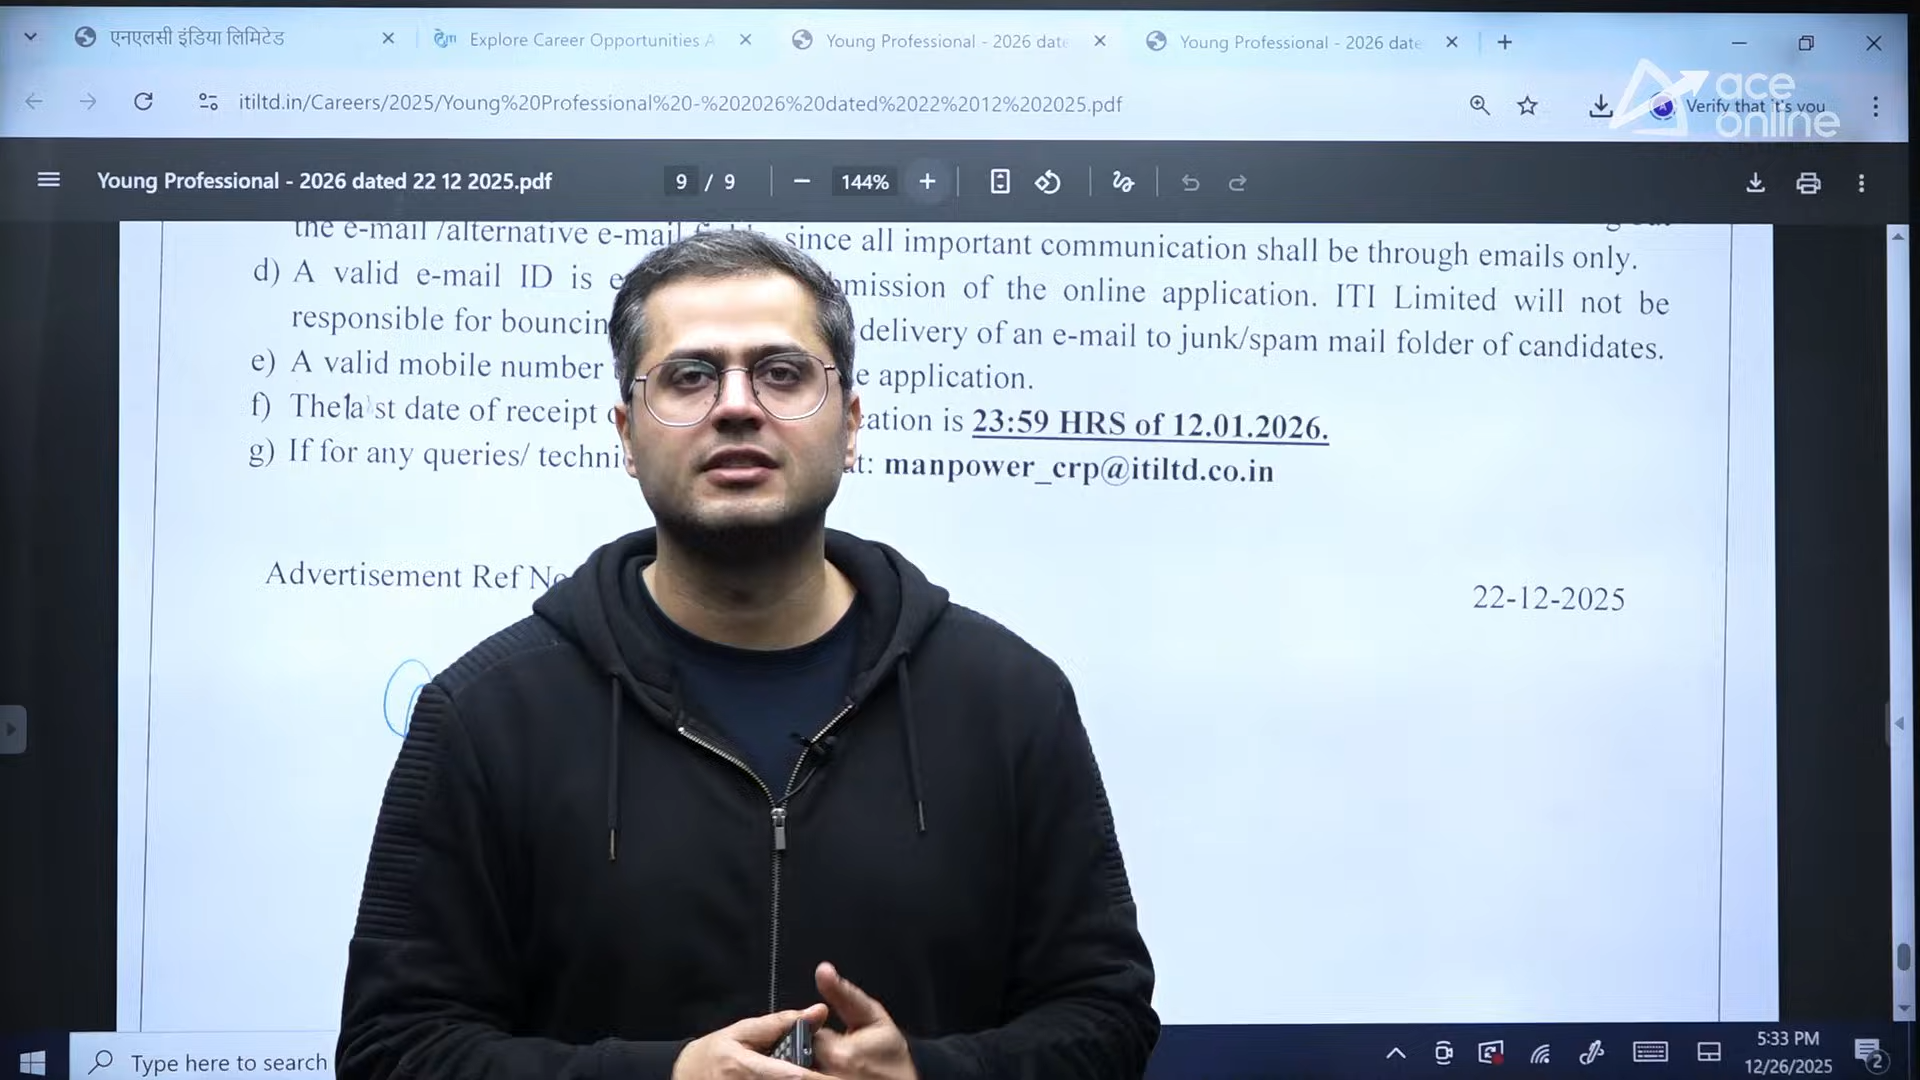 एनएलसी इंडिया लिमिटेड
Explore Career Opportunities A
Young Professional - 2026 date
Young Professional - 2026 date
itiltd.in/Careers/2025/Young%20Professional%20-%202026%20dated%2022%2012%202025.pdf
Verify that it's you
ace
online
Young Professional - 2026 dated 22 12 2025.pdf
9 / 9
144%
the e-mail /alternative e-mail since all important communication shall be through emails only.
d) A valid e-mail ID is of the online application. ITI Limited will not be
responsible for delivery of an e-mail to junk/spam mail folder of candidates.
e) A valid mobile number application.
f) The last date of receipt is 23:59 HRS of 12.01.2026.
g) If for any queries/ manpower_crp@itiltd.co.in
Advertisement Ref
22-12-2025
Type here to search
5:33 PM
12/26/2025
2